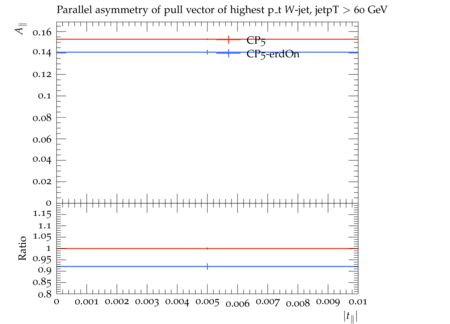 Parallel asymmetry of pull vector of highest p_t W-jet, jetpT > 60 GeV
A∥
0.16
0.14
0.12
0.1
0.08
0.06
0.04
0.02
0
CP5
CP5-erdOn
Ratio
1.15
1.1
1.05
1
0.95
0.9
0.85
0.8
0 0.001 0.002 0.003 0.004 0.005 0.006 0.007 0.008 0.009 0.01
|t∥|